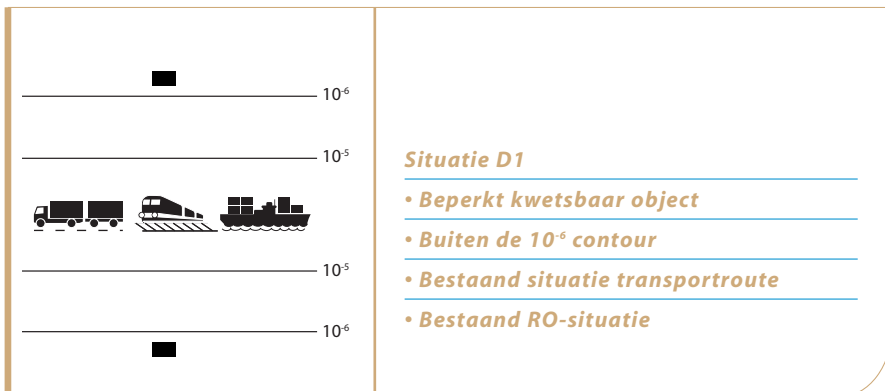 10⁻⁶
10⁻⁵
10⁻⁵
10⁻⁶
Situatie D1
• Beperkt kwetsbaar object
• Buiten de 10⁻⁶ contour
• Bestaand situatie transportroute
• Bestaand RO-situatie